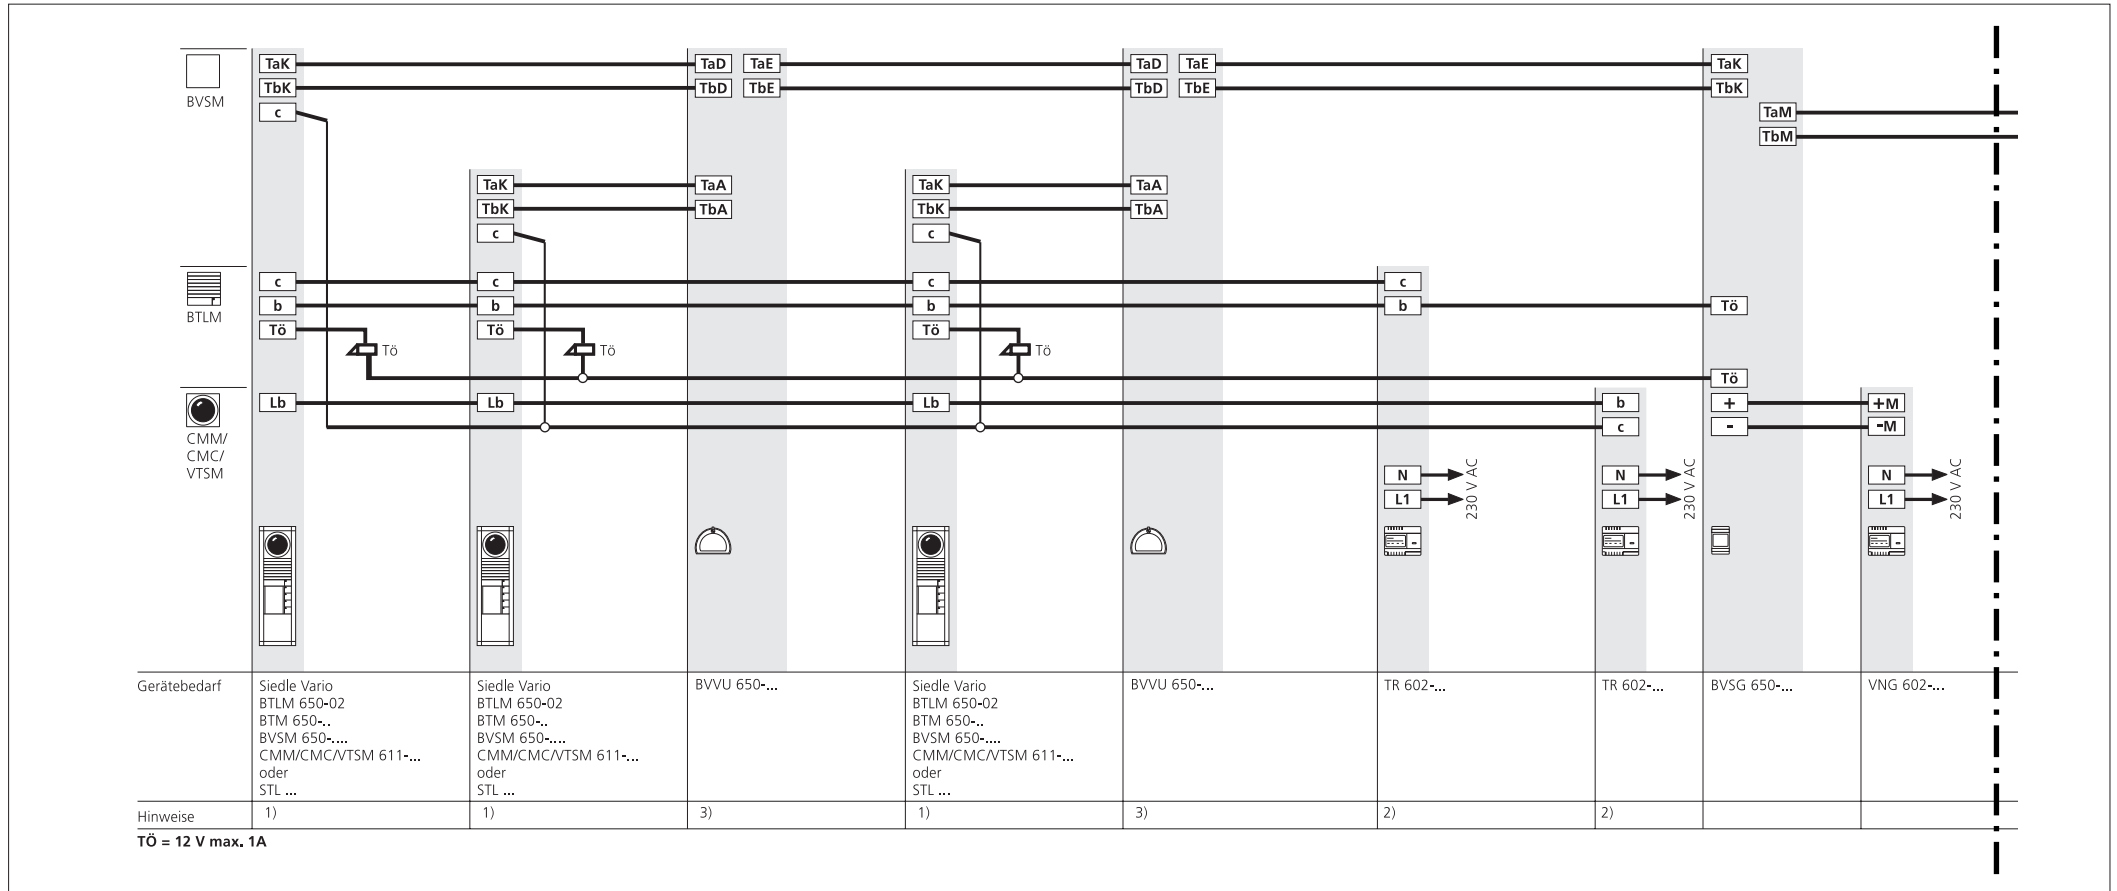 TaK TaD TaE TaD TaE TaK
BVSM
TbK TbD TbE TbD TbE TbK
c TaM
TbM
TaK TaA TaK TaA
TbK TbA TbK TbA
c c
BTLM
c c c c
b b b b Tö
Tö Tö Tö
Tö Tö Tö
Tö
CMM/
CMC/
VTSM
Lb Lb Lb b + +M
c - -M
N N N
L1 L1 L1
230 V AC 230 V AC 230 V AC
Gerätebedarf
Siedle Vario
BTLM 650-02
BTM 650-..
BVSM 650-....
CMM/CMC/VTSM 611-...
oder
STL ...
Siedle Vario
BTLM 650-02
BTM 650-..
BVSM 650-....
CMM/CMC/VTSM 611-...
oder
STL ...
BVVU 650-...
Siedle Vario
BTLM 650-02
BTM 650-..
BVSM 650-....
CMM/CMC/VTSM 611-...
oder
STL ...
BVVU 650-...
TR 602-...
TR 602-...
BVSG 650-...
VNG 602-...
Hinweise 1) 1) 3) 1) 3) 2) 2)
TÖ = 12 V max. 1A